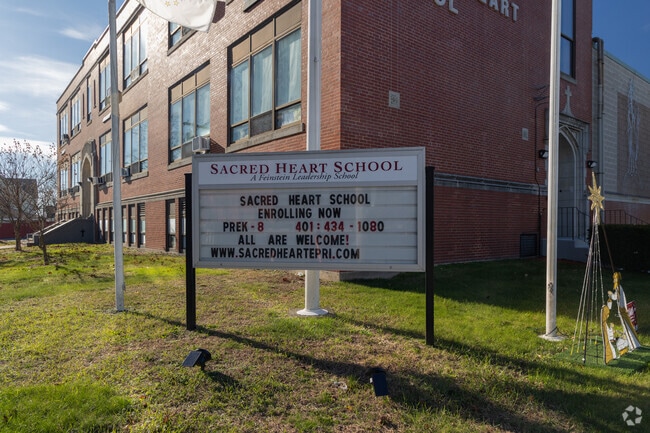 HEART
SACRED HEART SCHOOL
A Feinstein Leadership School
SACRED HEART SCHOOL
ENROLLING NOW
PREK-8 401-434-1080
ALL ARE WELCOME!
WWW.SACREDHEARTEPRI.COM